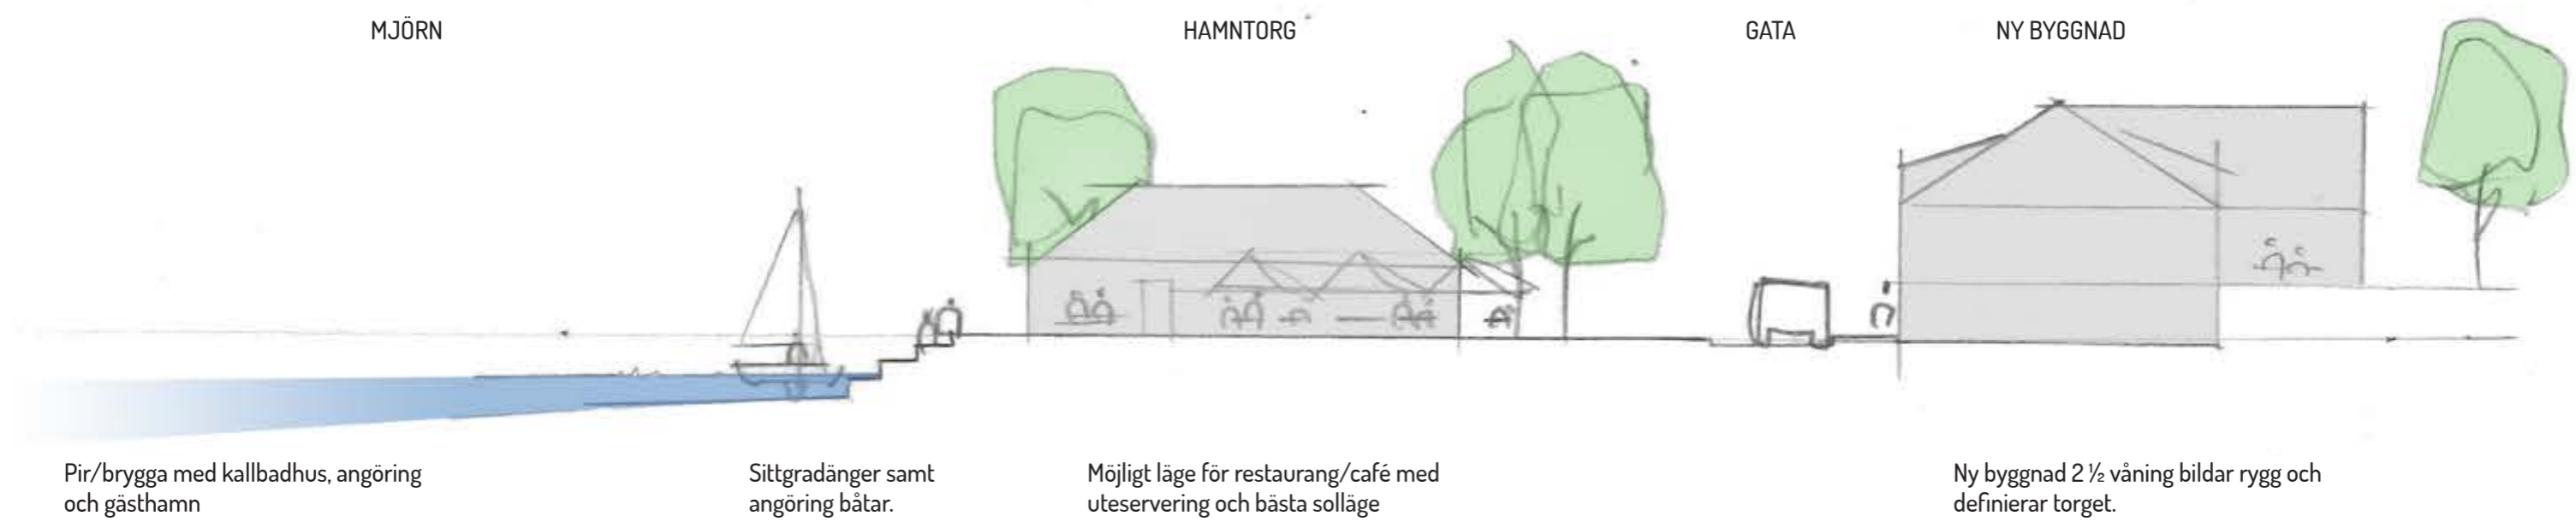 MJÖRN
HAMNTORG
GATA
NY BYGGNAD
Pir/brygga med kallbadhus, angöring
och gästhamn
Sittgradänger samt
angöring båtar.
Möjligt läge för restaurang/café med
uteservering och bästa solläge
Ny byggnad 2 ½ våning bildar rygg och
definierar torget.